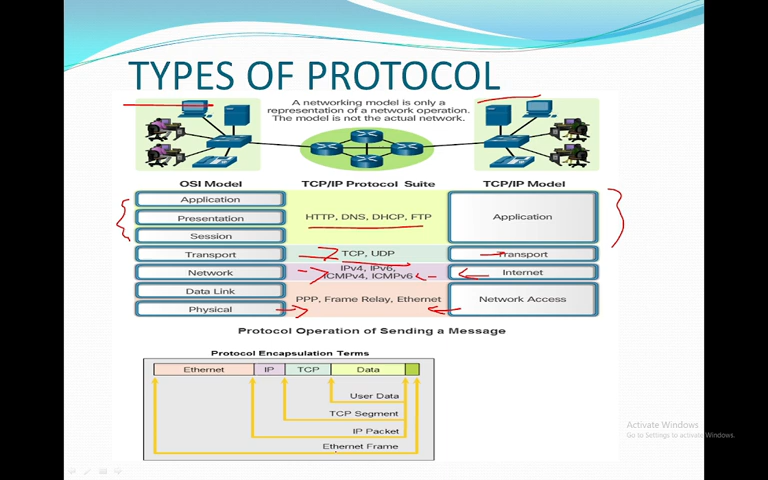 TYPES OF PROTOCOL
A networking model is only a
representation of a network operation.
The model is not the actual network.
OSI Model
TCP/IP Protocol Suite
TCP/IP Model
Application
Presentation
Session
HTTP, DNS, DHCP, FTP
Application
Transport
TCP, UDP
Transport
Network
IPv4, IPv6,
ICMPv4, ICMPv6
Internet
Data Link
Physical
PPP, Frame Relay, Ethernet
Network Access
Protocol Operation of Sending a Message
Protocol Encapsulation Terms
Ethernet
IP
TCP
Data
User Data
TCP Segment
IP Packet
Ethernet Frame
Activate Windows
Go to Settings to activate Windows.